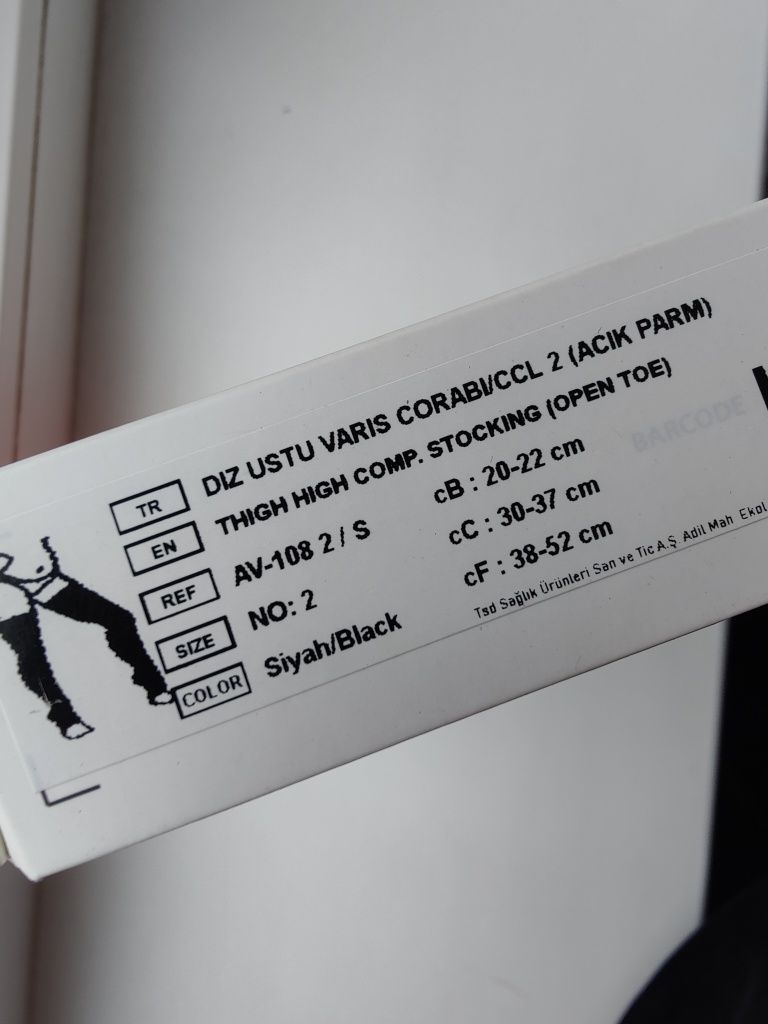 TR DIZ USTU VARIS CORABI/CCL 2 (ACIK PARM)
EN THIGH HIGH COMP. STOCKING (OPEN TOE)
REF AV-108 2 / S
SIZE NO: 2
COLOR Siyah/Black
cB : 20-22 cm
cC : 30-37 cm
cF : 38-52 cm
BARCODE
Tsd Sağlık Ürünleri San ve Tic A.Ş. Adil Mah Ekol